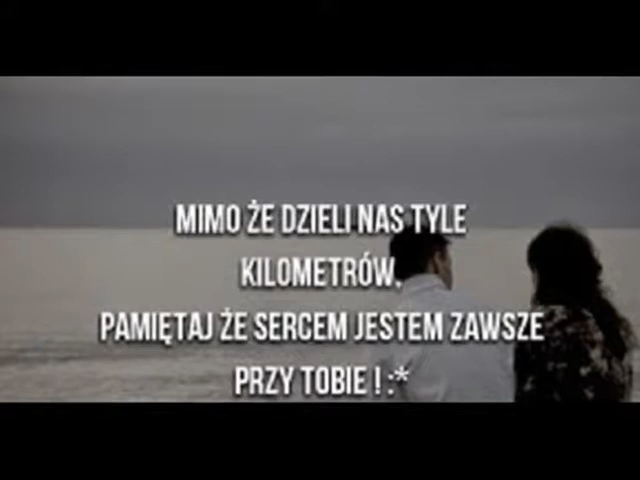 MIMO ŻE DZIELI NAS TYLE
KILOMETRÓW,
PAMIĘTAJ ŻE SERCEM JESTEM ZAWSZE
PRZY TOBIE ! :*